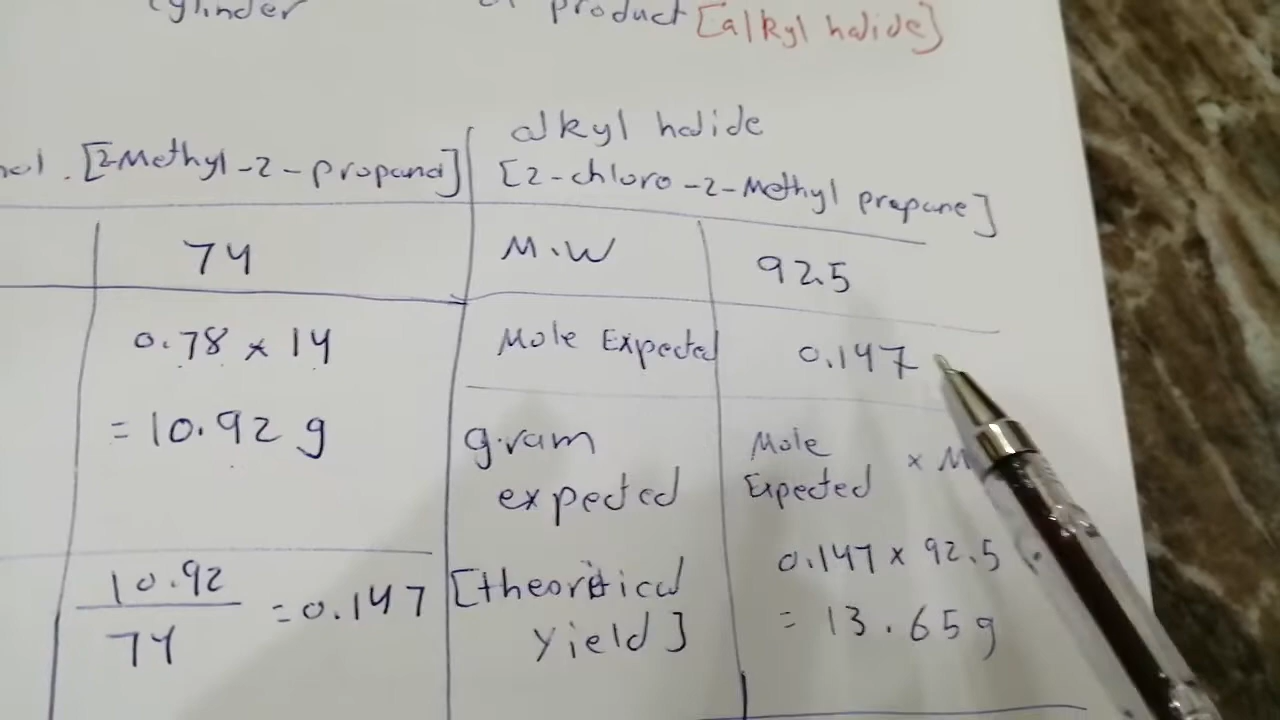 cylinder
product [alkyl halide]
alkyl halide
[2-Methyl-2-propanol]
[2-chloro-2-Methyl propane]
74
M.W
92.5
0.78 × 14
Mole Expected
0.147
= 10.92 g
gram
expected
Mole
Expected
×
10.92
74
= 0.147
[theoritical
yield]
0.147 × 92.5
= 13.65 g